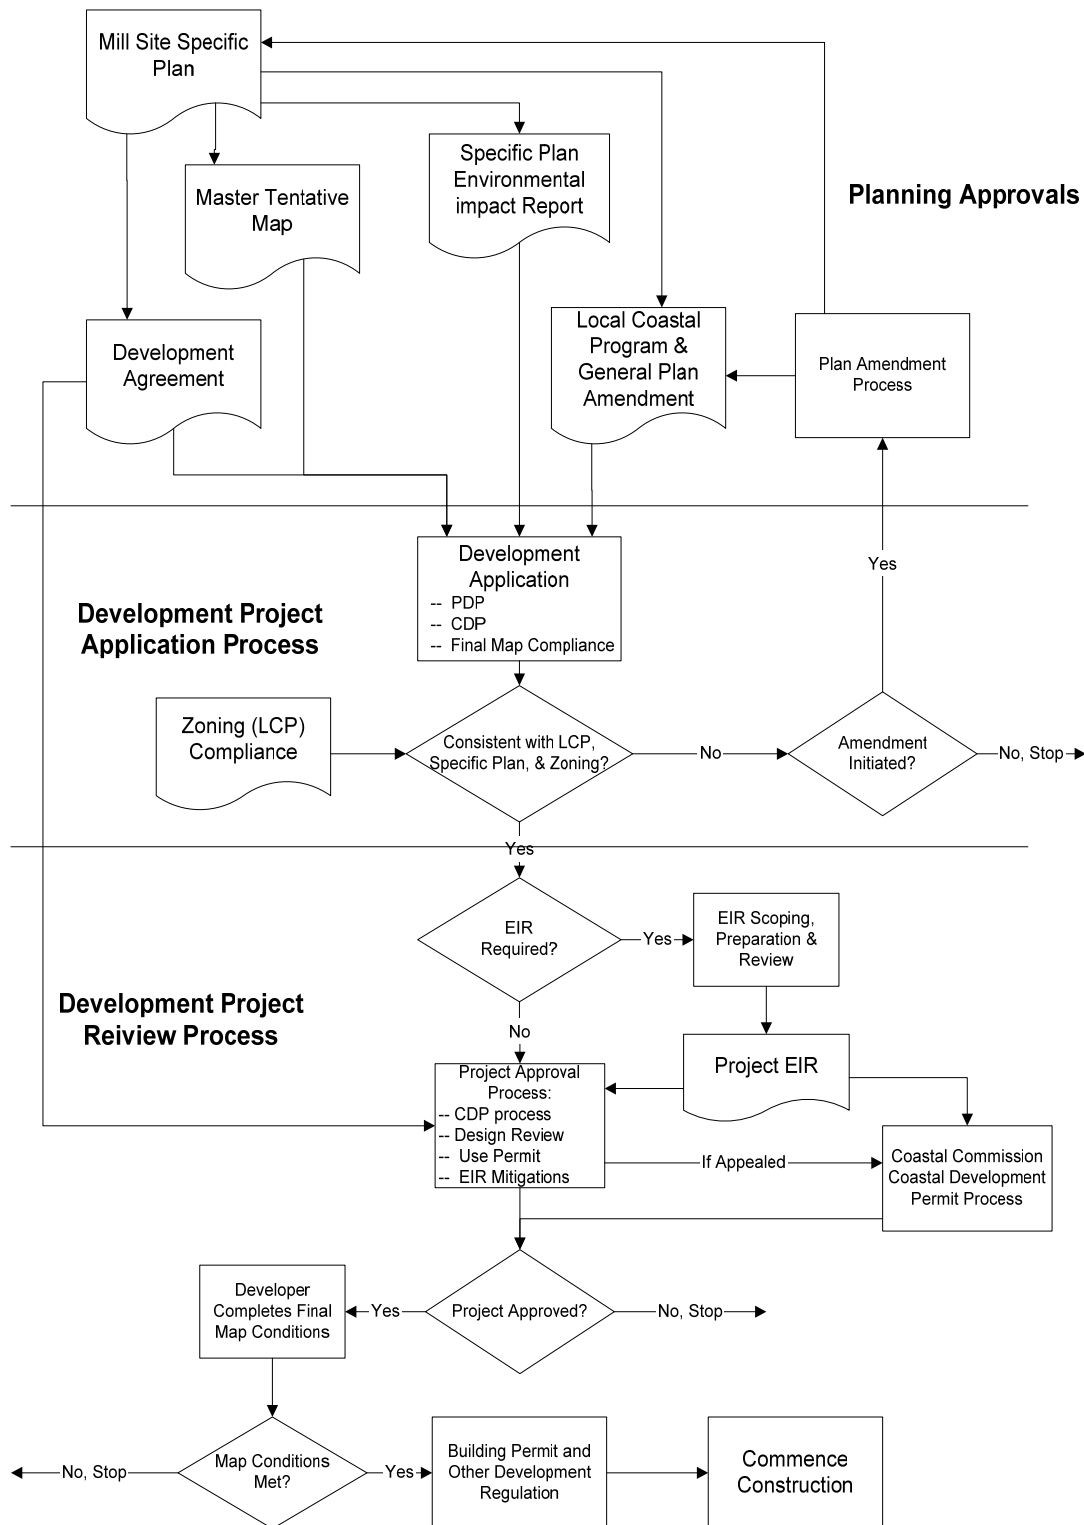 Mill Site Specific
Plan
Specific Plan
Environmental
impact Report
Planning Approvals
Master Tentative
Map
Local Coastal
Program &
General Plan
Amendment
Development
Agreement
Plan Amendment
Process
Development
Application
-- PDP
-- CDP
-- Final Map Compliance
Yes
Development Project
Application Process
Zoning (LCP)
Compliance
Consistent with LCP,
Specific Plan, & Zoning?
No
Amendment
Initiated?
No, Stop
Yes
EIR
Required?
Yes
EIR Scoping,
Preparation &
Review
Development Project
Reiview Process
No
Project EIR
Project Approval
Process:
-- CDP process
-- Design Review
-- Use Permit
-- EIR Mitigations
If Appealed
Coastal Commission
Coastal Development
Permit Process
Developer
Completes Final
Map Conditions
Yes
Project Approved?
No, Stop
No, Stop
Map Conditions
Met?
Yes
Building Permit and
Other Development
Regulation
Commence
Construction